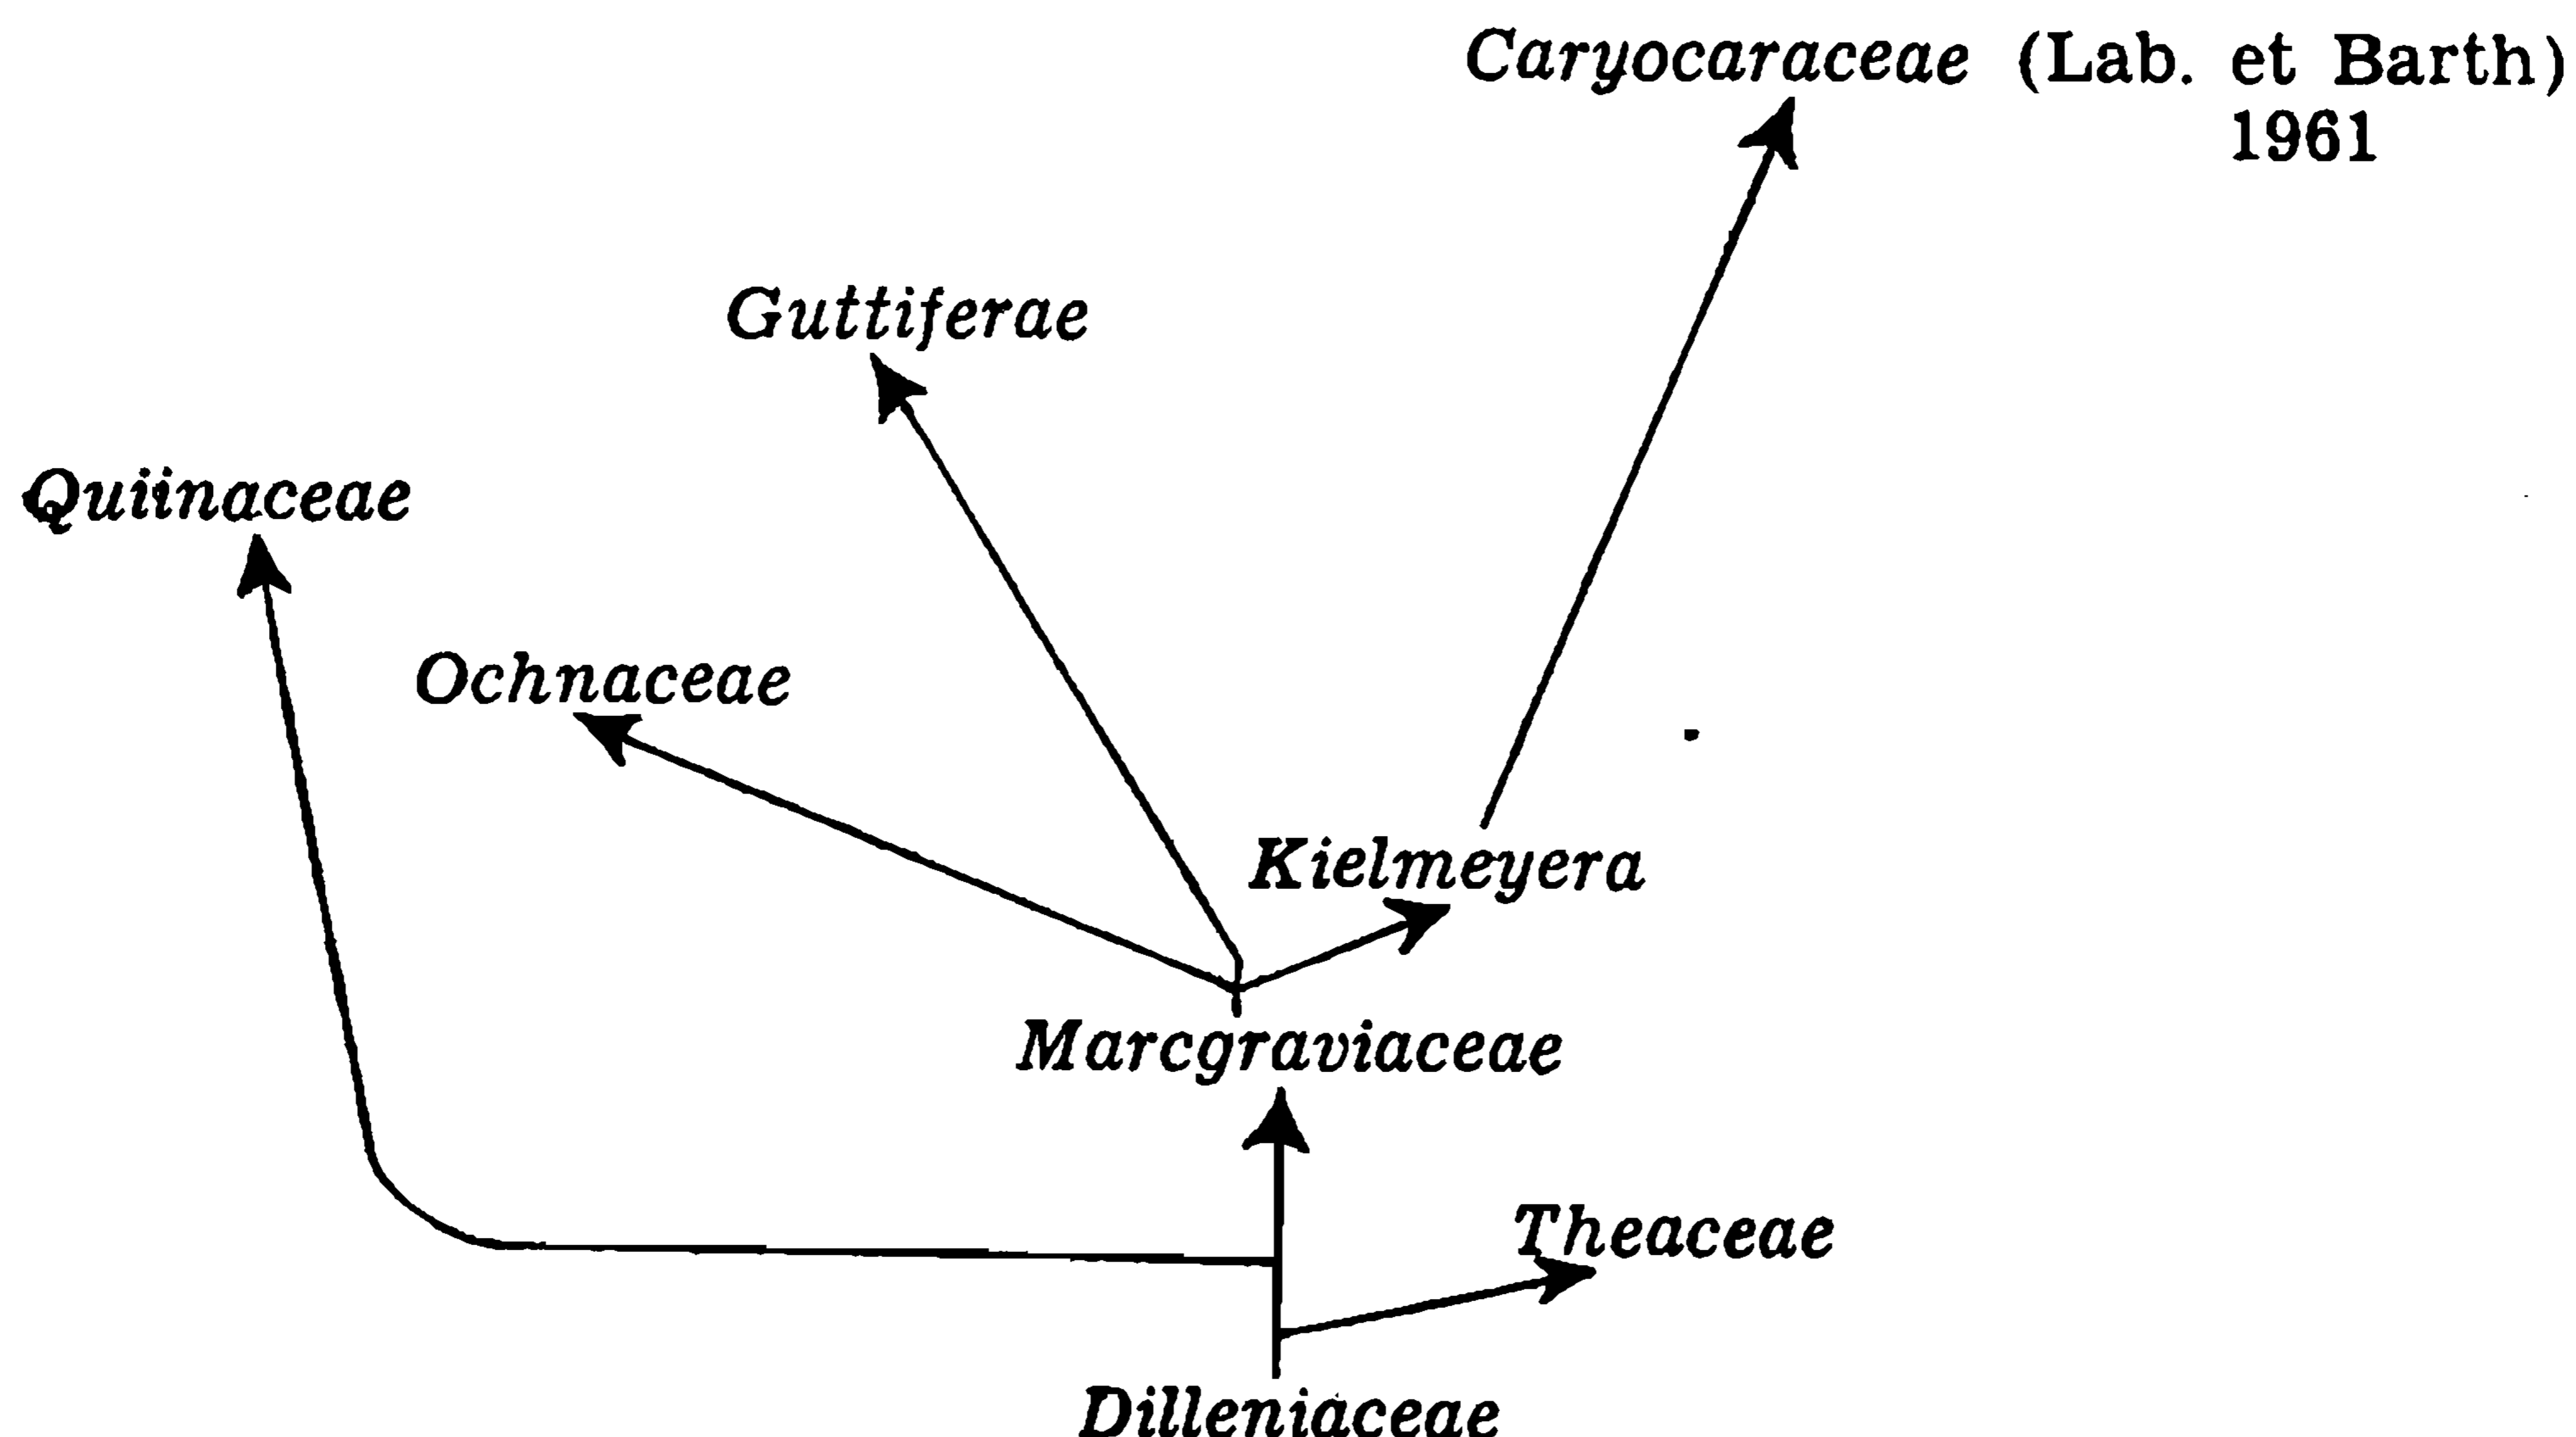 Caryocaraceae (Lab. et Barth)
1961
Guttiferae
Quiinaceae
Ochnaceae
Kielmeyera
Marcgraviaceae
Theaceae
Dilleniaceae